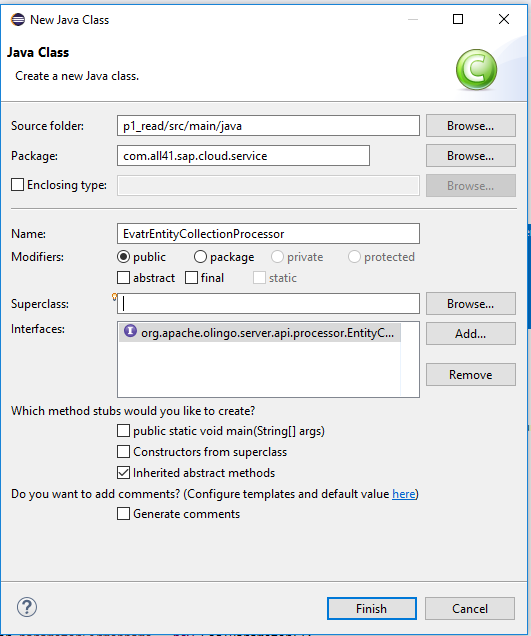 New Java Class
Java Class
Create a new Java class.
C
Source folder: p1_read/src/main/java Browse...
Package: com.all41.sap.cloud.service Browse...
Enclosing type: Browse...
Name: EvatrEntityCollectionProcessor
Modifiers: public package private protected
abstract final static
Superclass: Browse...
Interfaces: I org.apache.olingo.server.api.processor.EntityC... Add...
Remove
Which method stubs would you like to create?
public static void main(String[] args)
Constructors from superclass
Inherited abstract methods
Do you want to add comments? (Configure templates and default value here)
Generate comments
? Finish Cancel